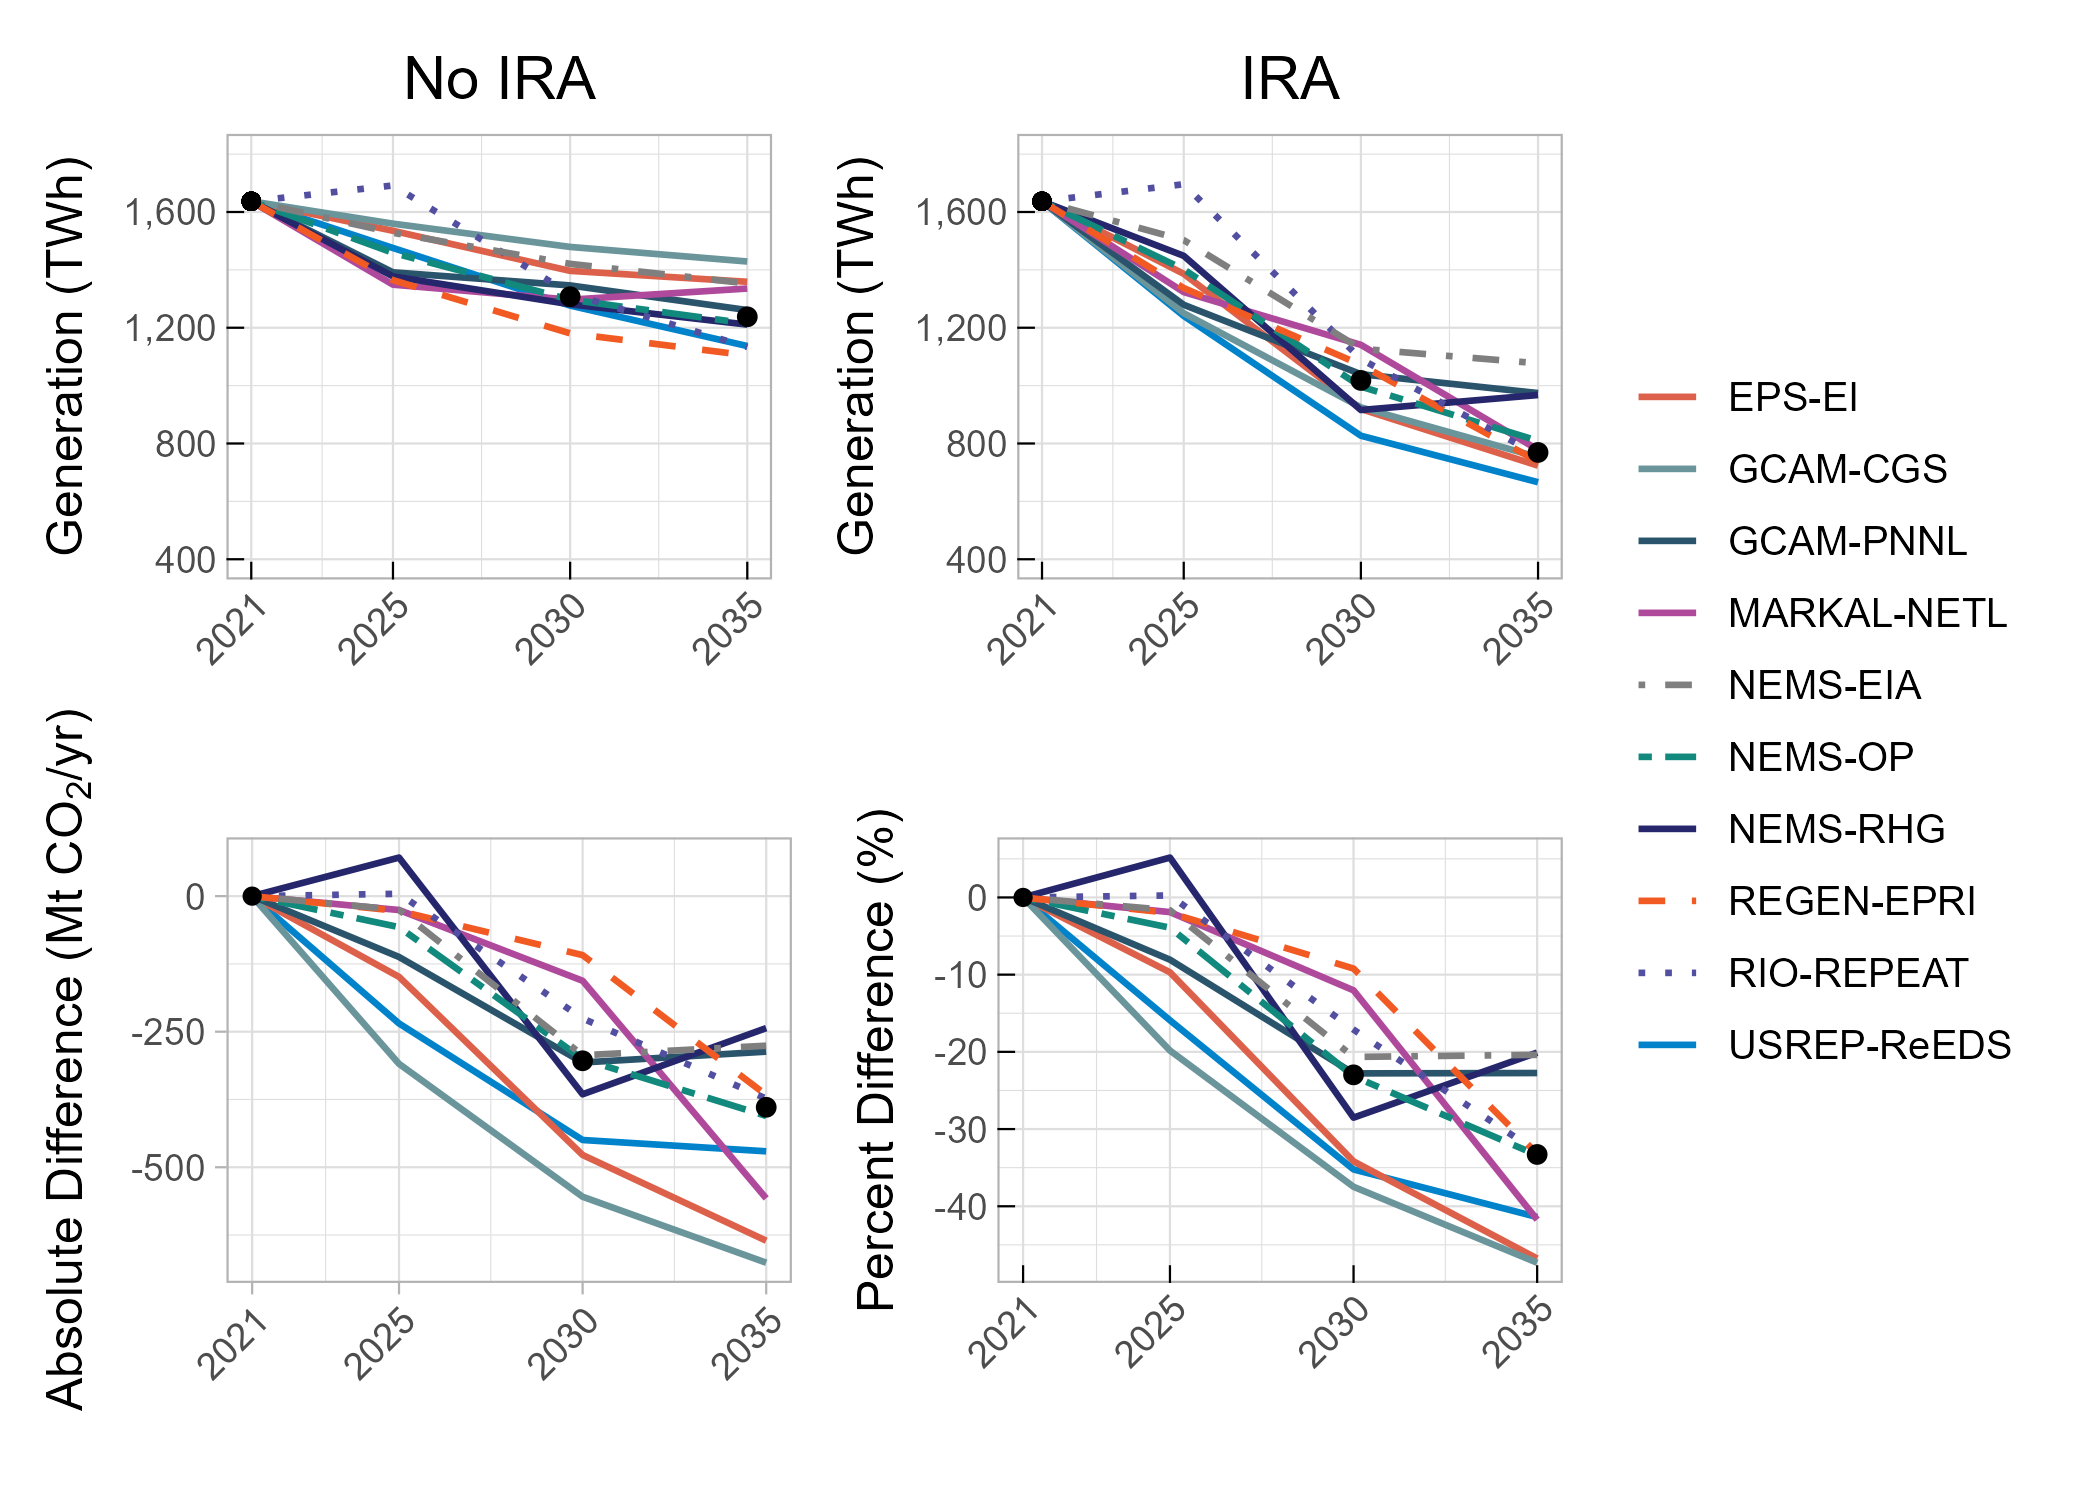 No IRA
IRA
Generation (TWh)
1,600
1,200
800
400
2021
2025
2030
2035
Generation (TWh)
1,600
1,200
800
400
2021
2025
2030
2035
Absolute Difference (Mt CO₂/yr)
0
-250
-500
2021
2025
2030
2035
Percent Difference (%)
0
-10
-20
-30
-40
2021
2025
2030
2035
EPS-EI
GCAM-CGS
GCAM-PNNL
MARKAL-NETL
NEMS-EIA
NEMS-OP
NEMS-RHG
REGEN-EPRI
RIO-REPEAT
USREP-ReEDS